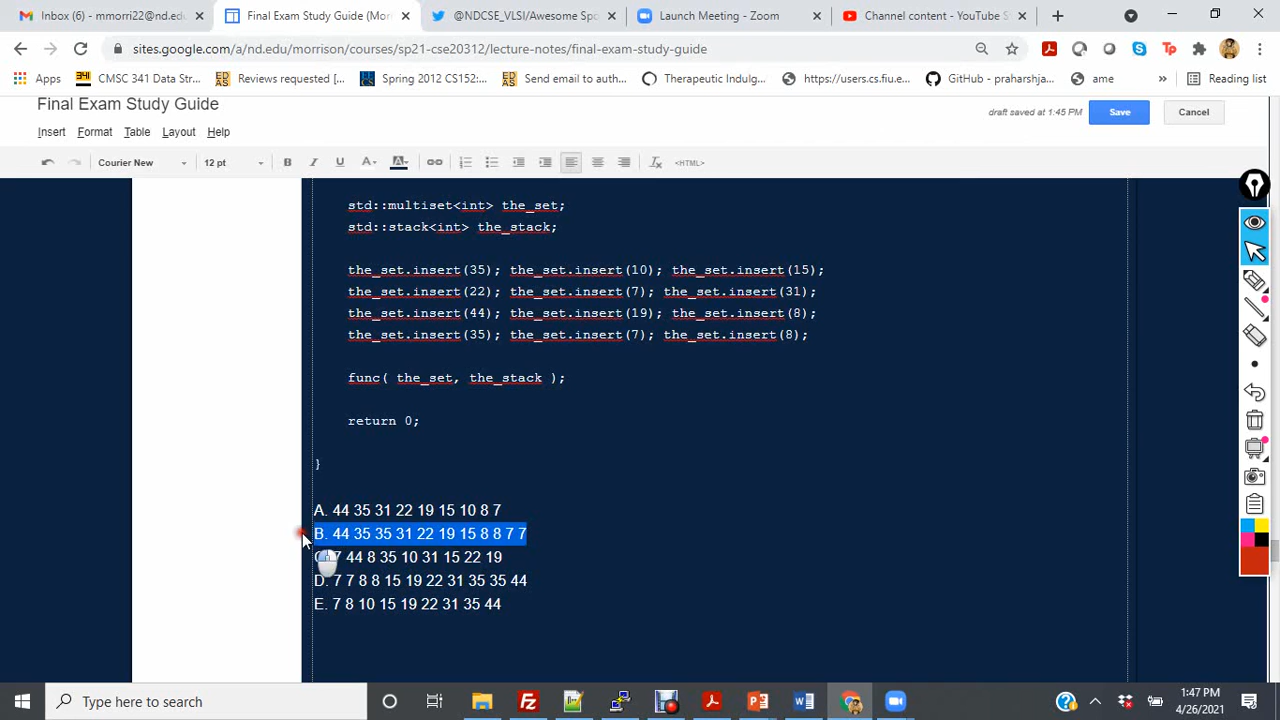 Inbox (6) - mmorri22@nd.ed
Final Exam Study Guide (Morr
@NDCSE_VLSI/Awesome Spo
Launch Meeting - Zoom
Channel content - YouTube S
sites.google.com/a/nd.edu/morrison/courses/sp21-cse20312/lecture-notes/final-exam-study-guide
Apps
CMSC 341 Data Str...
Reviews requested [...
Spring 2012 CS152:...
Send email to auth...
Therapeutic Indulg...
https://users.cs.fiu.e...
GitHub - praharshja...
ame
»
Reading list
Final Exam Study Guide
draft saved at 1:45 PM
Save
Cancel
Insert
Format
Table
Layout
Help
Courier New
12 pt
B
I
U
A
A
<HTML>
std::multiset<int> the_set;
std::stack<int> the_stack;
the_set.insert(35); the_set.insert(10); the_set.insert(15);
the_set.insert(22); the_set.insert(7); the_set.insert(31);
the_set.insert(44); the_set.insert(19); the_set.insert(8);
the_set.insert(35); the_set.insert(7); the_set.insert(8);
func( the_set, the_stack );
return 0;
}
A. 44 35 31 22 19 15 10 8 7
B. 44 35 35 31 22 19 15 8 8 7 7
7 44 8 35 10 31 15 22 19
D. 7 7 8 8 15 19 22 31 35 35 44
E. 7 8 10 15 19 22 31 35 44
Type here to search
1:47 PM
4/26/2021